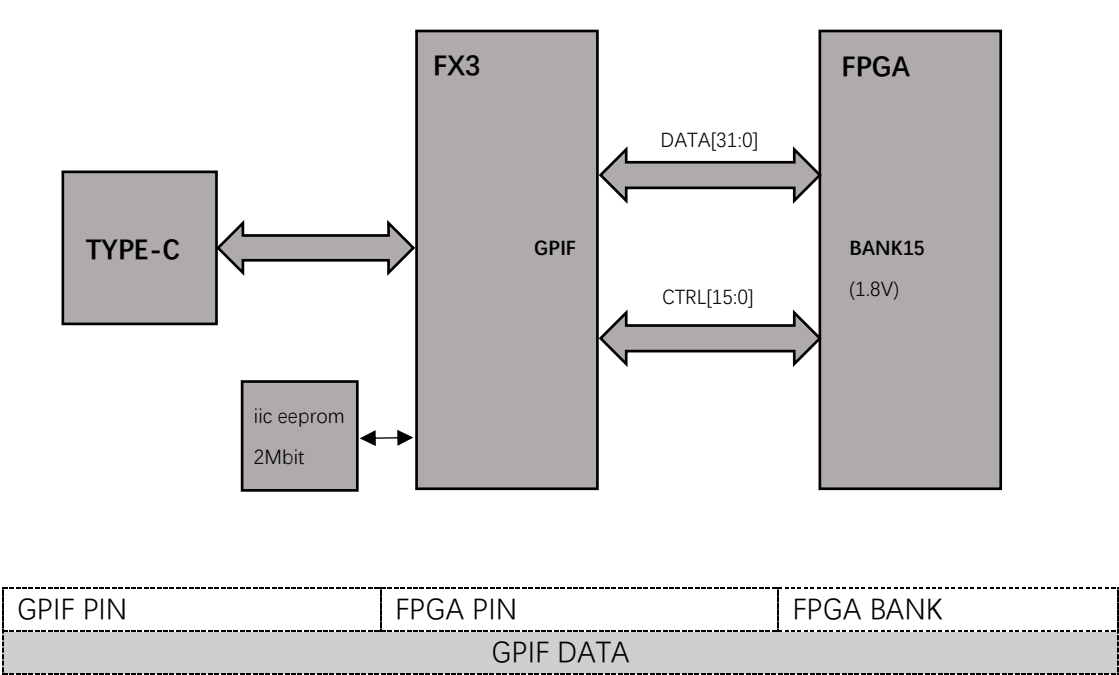 FX3
FPGA
DATA[31:0]
TYPE-C
GPIF
BANK15
(1.8V)
CTRL[15:0]
iic eeprom
2Mbit
GPIF PIN
FPGA PIN
FPGA BANK
GPIF DATA